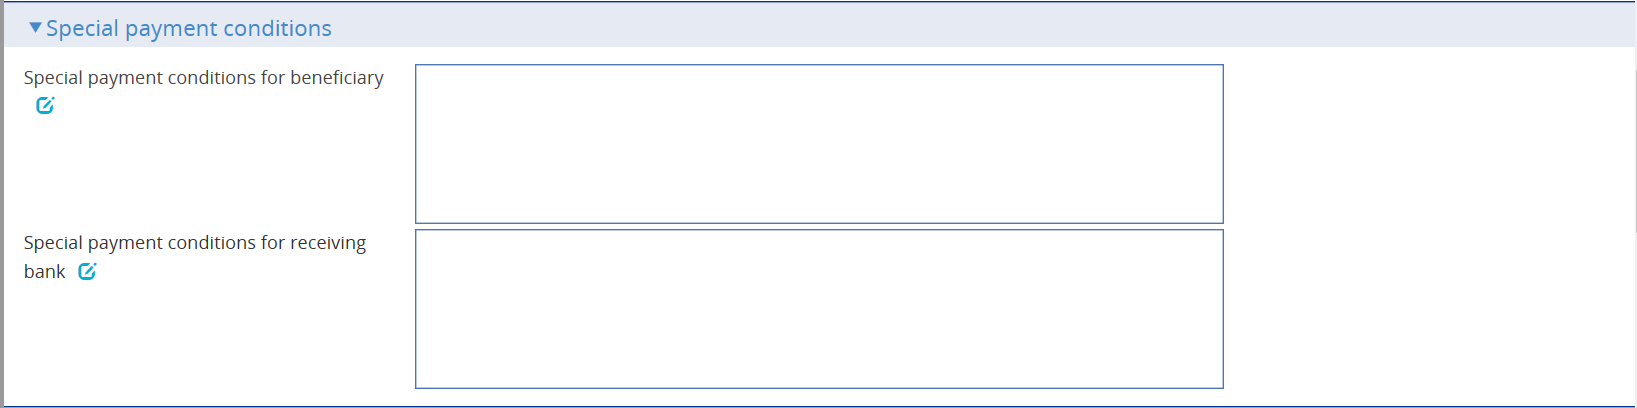 Special payment conditions
Special payment conditions for beneficiary
Special payment conditions for receiving
bank